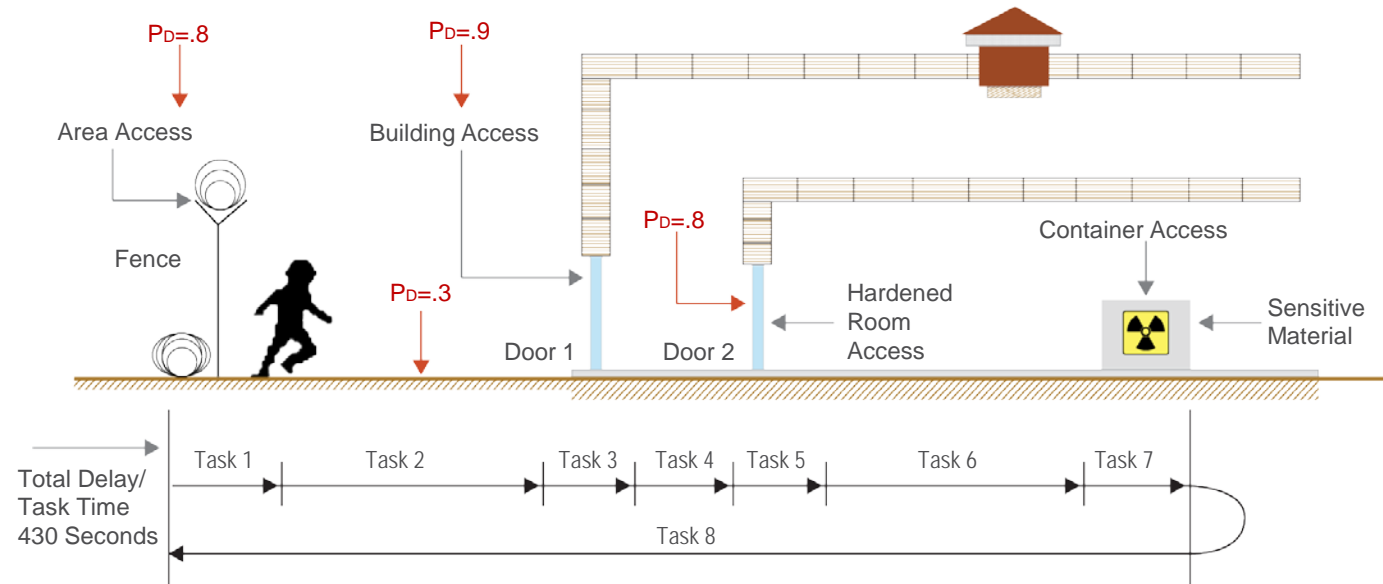 PD=.8
PD=.9
Area Access
Building Access
PD=.8
Container Access
Fence
PD=.3
Hardened
Room
Access
Sensitive
Material
Door 1
Door 2
Total Delay/
Task Time
430 Seconds
Task 1
Task 2
Task 3
Task 4
Task 5
Task 6
Task 7
Task 8